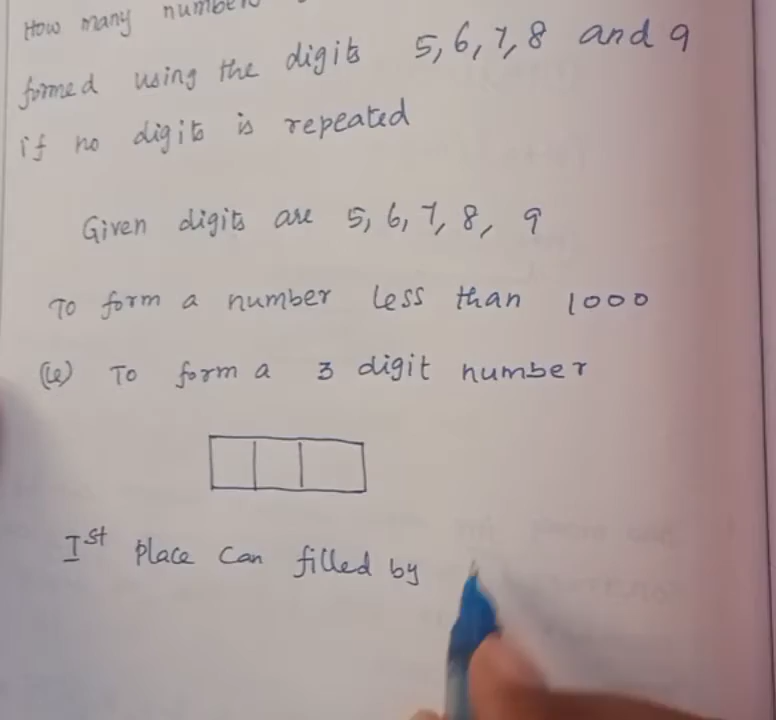 How many numbers
formed using the digits 5, 6, 7, 8 and 9
if no digits is repeated
Given digits are 5, 6, 7, 8, 9
To form a number less than 1000
(ie) To form a 3 digit number
Ist place can filled by